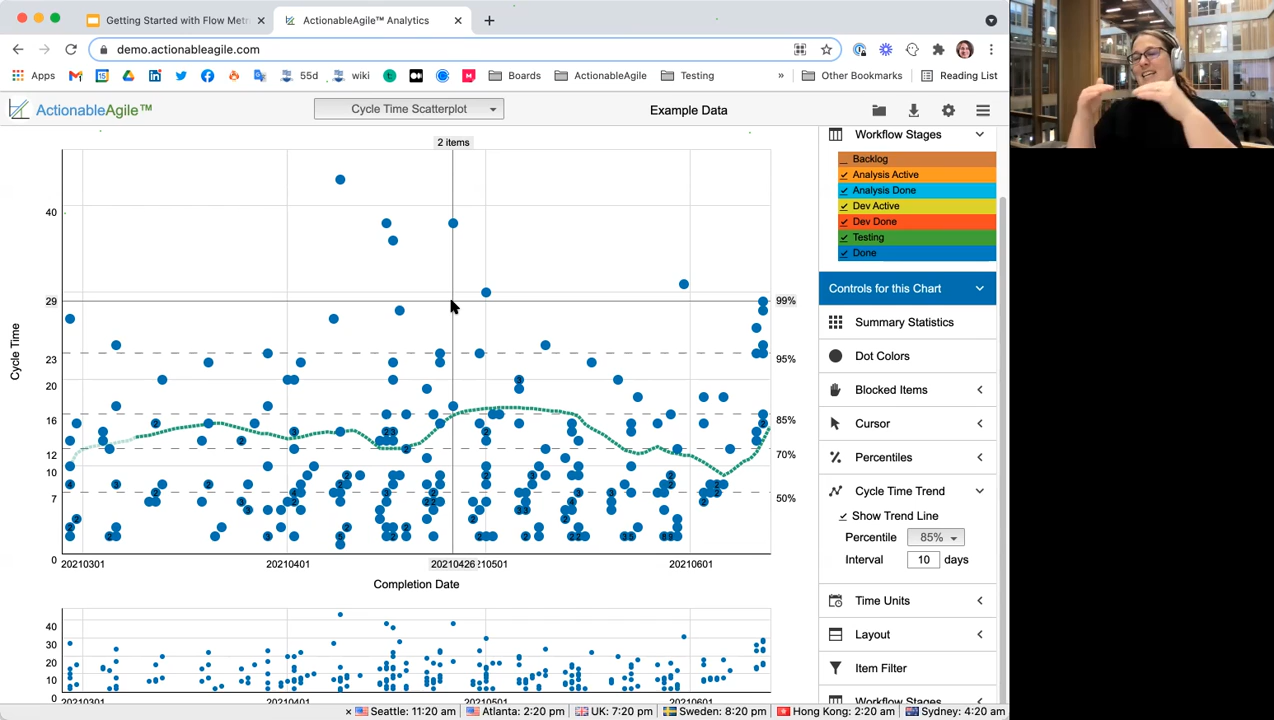 Getting Started with Flow Metr
ActionableAgile™ Analytics
demo.actionableagile.com
Apps
55d
wiki
Boards
ActionableAgile
Testing
»
Other Bookmarks
Reading List
ActionableAgile™
Cycle Time Scatterplot
Example Data
2 items
Workflow Stages
Backlog
Analysis Active
Analysis Done
Dev Active
Dev Done
Testing
Done
Controls for this Chart
Summary Statistics
Dot Colors
Blocked Items
Cursor
Percentiles
Cycle Time Trend
Show Trend Line
Percentile 85%
Interval 10 days
Time Units
Layout
Item Filter
Workflow Stages
Cycle Time
40
29
23
20
16
12
10
7
0
99%
95%
85%
70%
50%
20210301
20210401
20210426
20210601
Completion Date
40
30
20
10
0
20210301
20210401
20210501
20210601
Seattle: 11:20 am
Atlanta: 2:20 pm
UK: 7:20 pm
Sweden: 8:20 pm
Hong Kong: 2:20 am
Sydney: 4:20 am